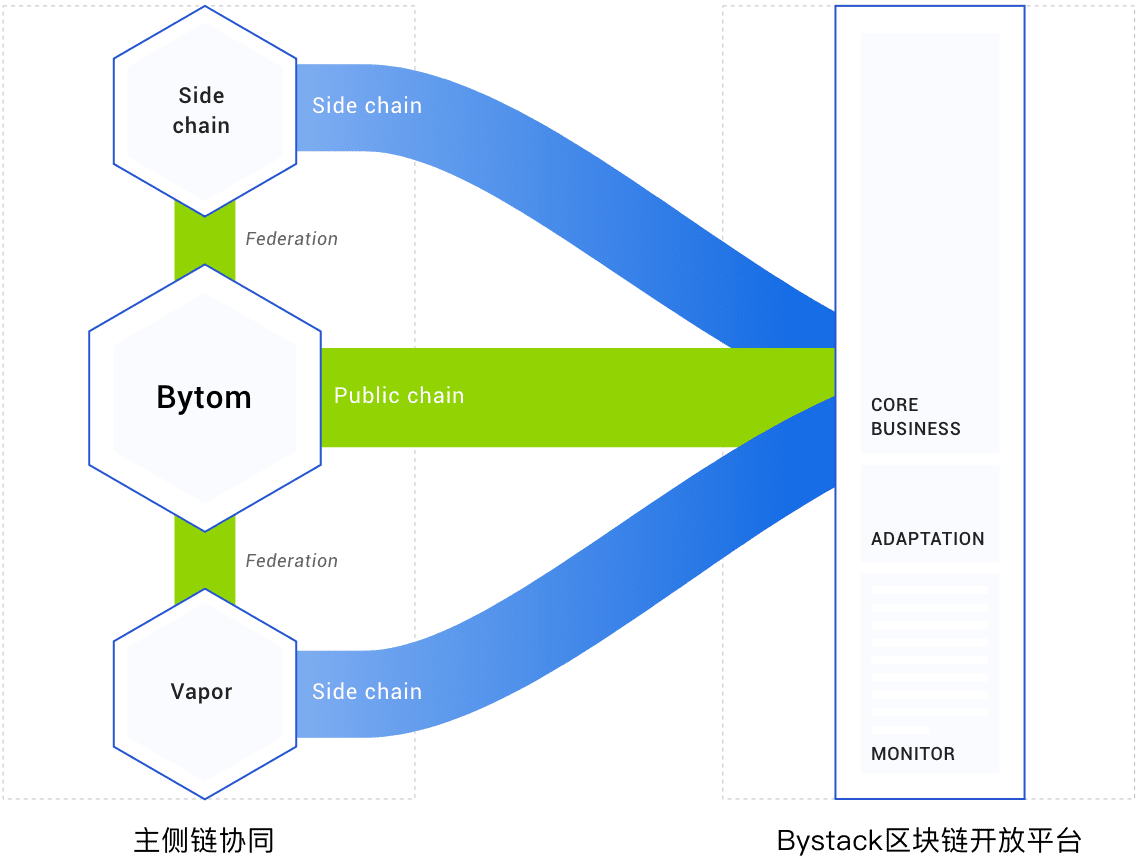 Side
chain
Side chain
Federation
Bytom
Public chain
Federation
Vapor
Side chain
CORE
BUSINESS
ADAPTATION
MONITOR
主侧链协同
Bystack区块链开放平台